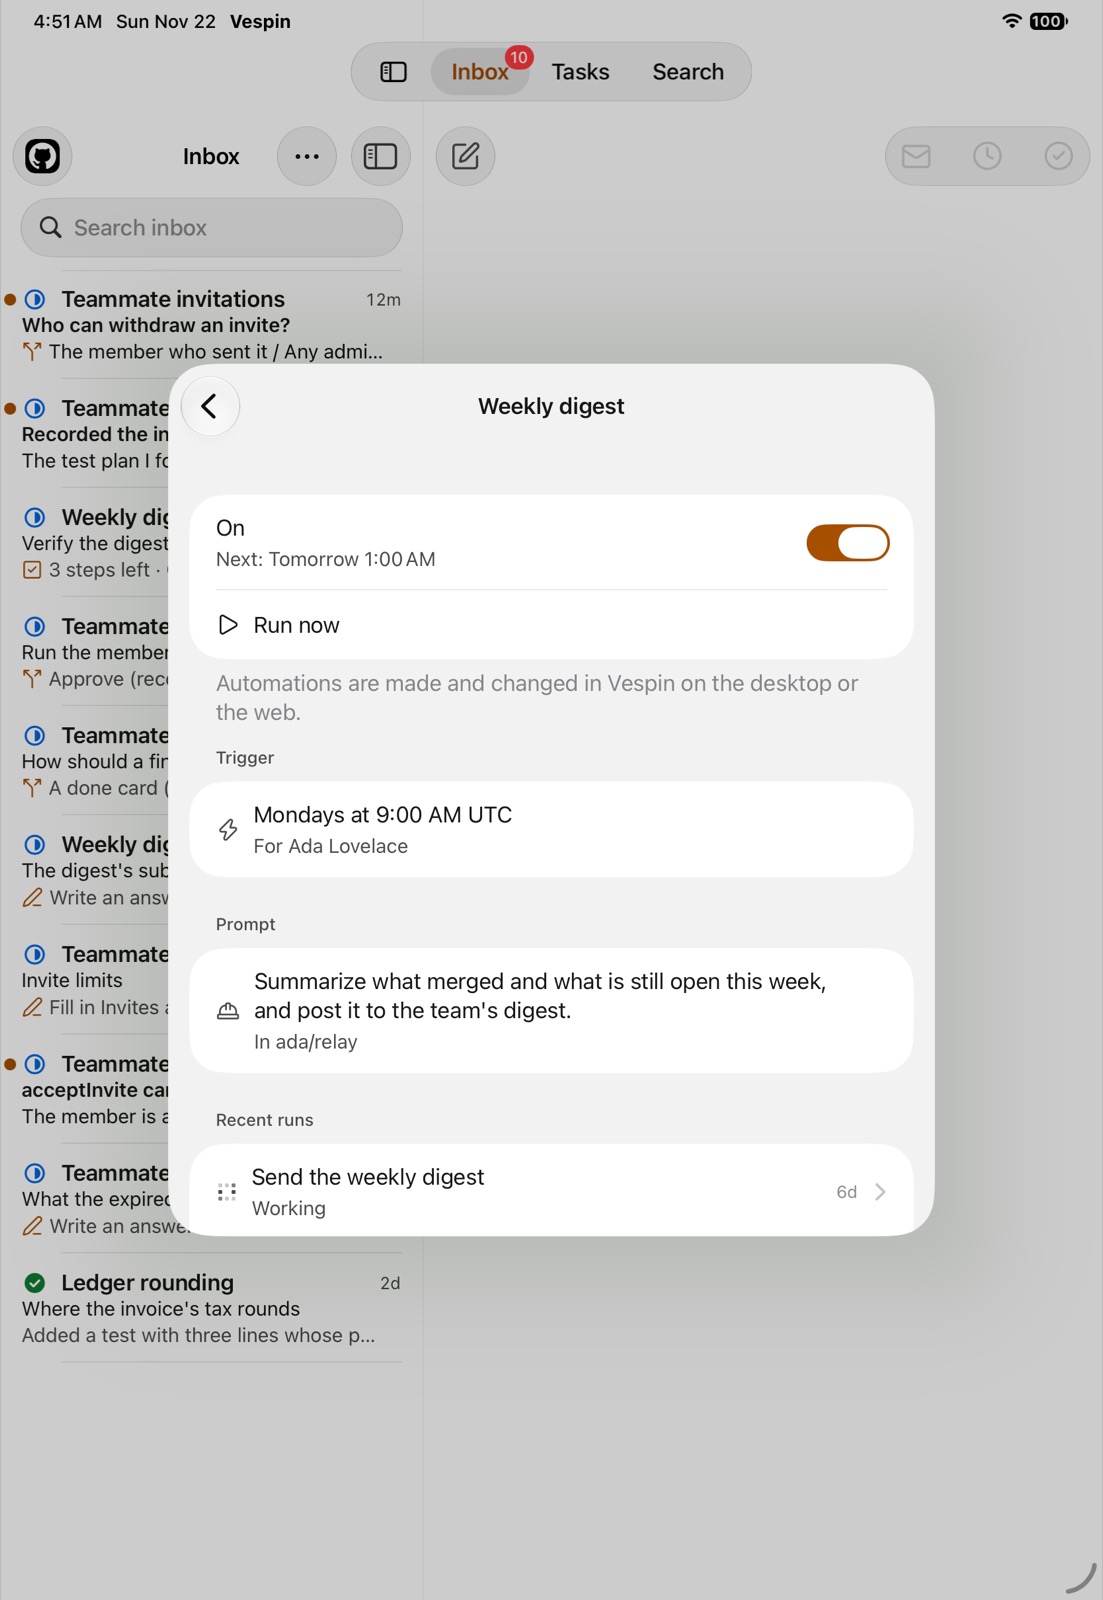 4:51 AM Sun Nov 22 Vespin
100
Inbox
10
Tasks
Search
Inbox
Search inbox
Teammate invitations
12m
Who can withdraw an invite?
The member who sent it / Any admi...
Teammate
Recorded the in
The test plan I fo
Weekly dig
Verify the digest
3 steps left ·
Teammate
Run the member
Approve (rec
Teammate
How should a fin
A done card (
Weekly dig
The digest's sub
Write an answ
Teammate
Invite limits
Fill in Invites a
Teammate
acceptInvite car
The member is a
Teammate
What the expired
Write an answe
Ledger rounding
2d
Where the invoice's tax rounds
Added a test with three lines whose p...
Weekly digest
On
Next: Tomorrow 1:00 AM
Run now
Automations are made and changed in Vespin on the desktop or
the web.
Trigger
Mondays at 9:00 AM UTC
For Ada Lovelace
Prompt
Summarize what merged and what is still open this week,
and post it to the team's digest.
In ada/relay
Recent runs
Send the weekly digest
Working
6d